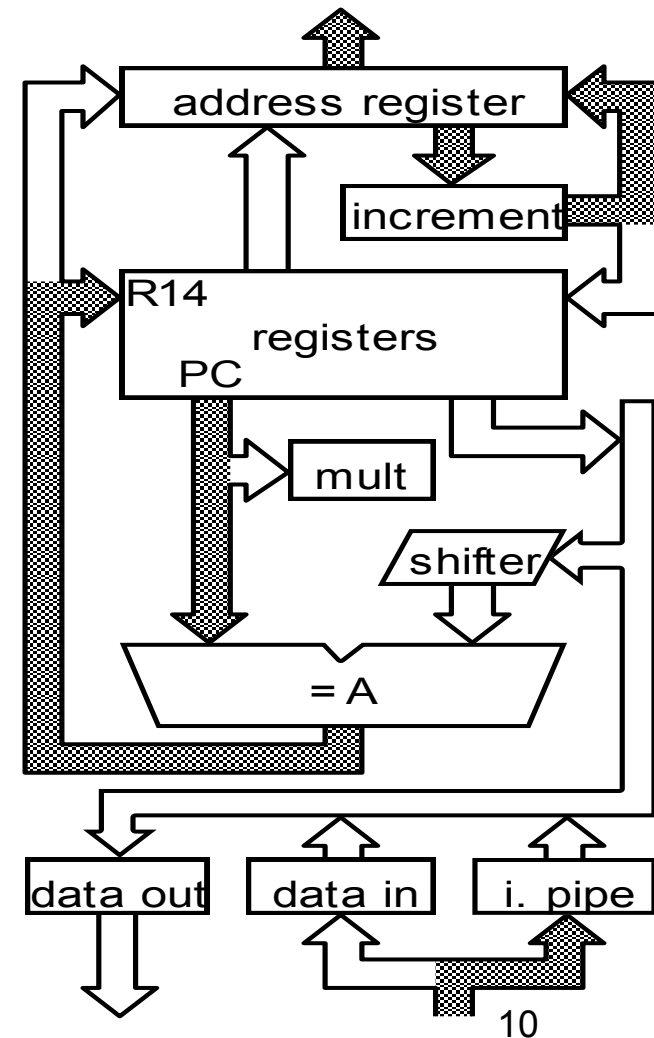 address register
increment
R14
registers
PC
mult
shifter
= A
data out
data in
i. pipe
10